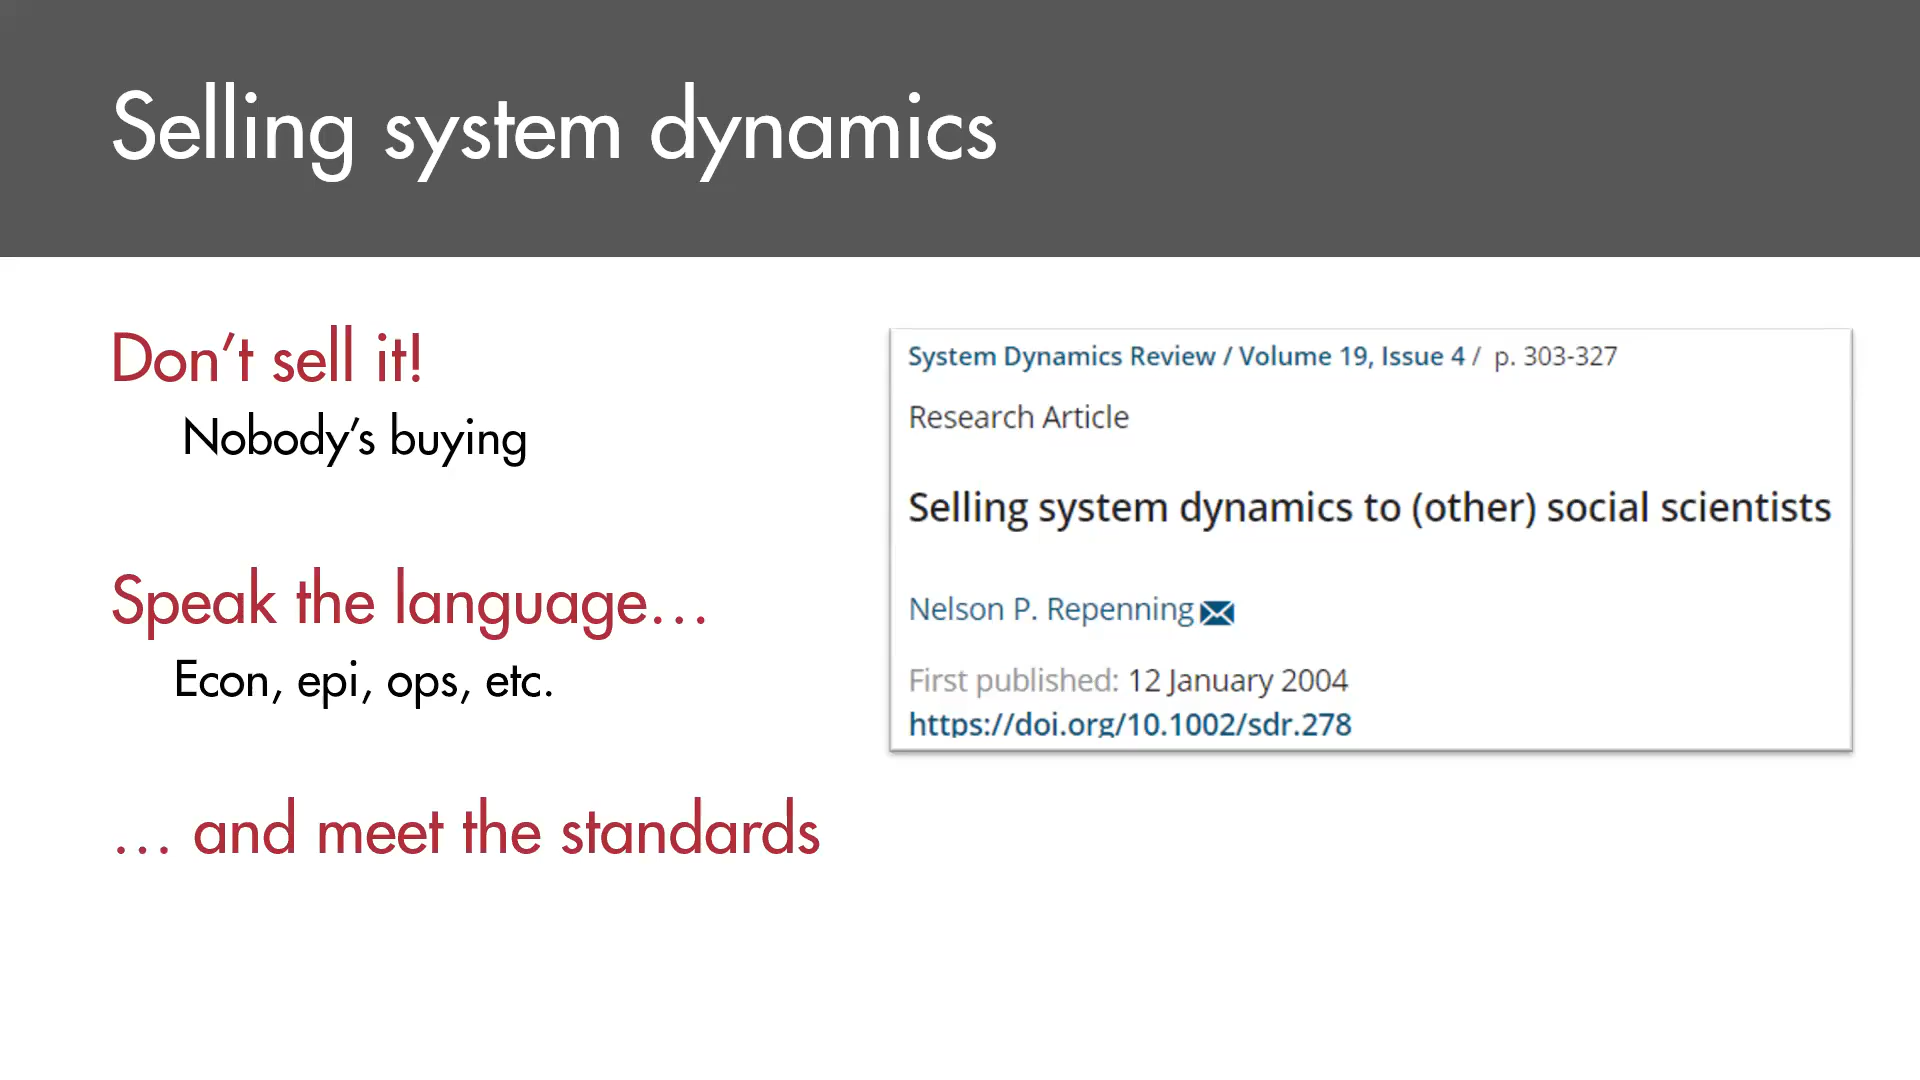 Selling system dynamics
Don’t sell it!
Nobody’s buying
Speak the language…
Econ, epi, ops, etc.
… and meet the standards
System Dynamics Review / Volume 19, Issue 4 / p. 303-327
Research Article
Selling system dynamics to (other) social scientists
Nelson P. Repenning
First published: 12 January 2004
https://doi.org/10.1002/sdr.278